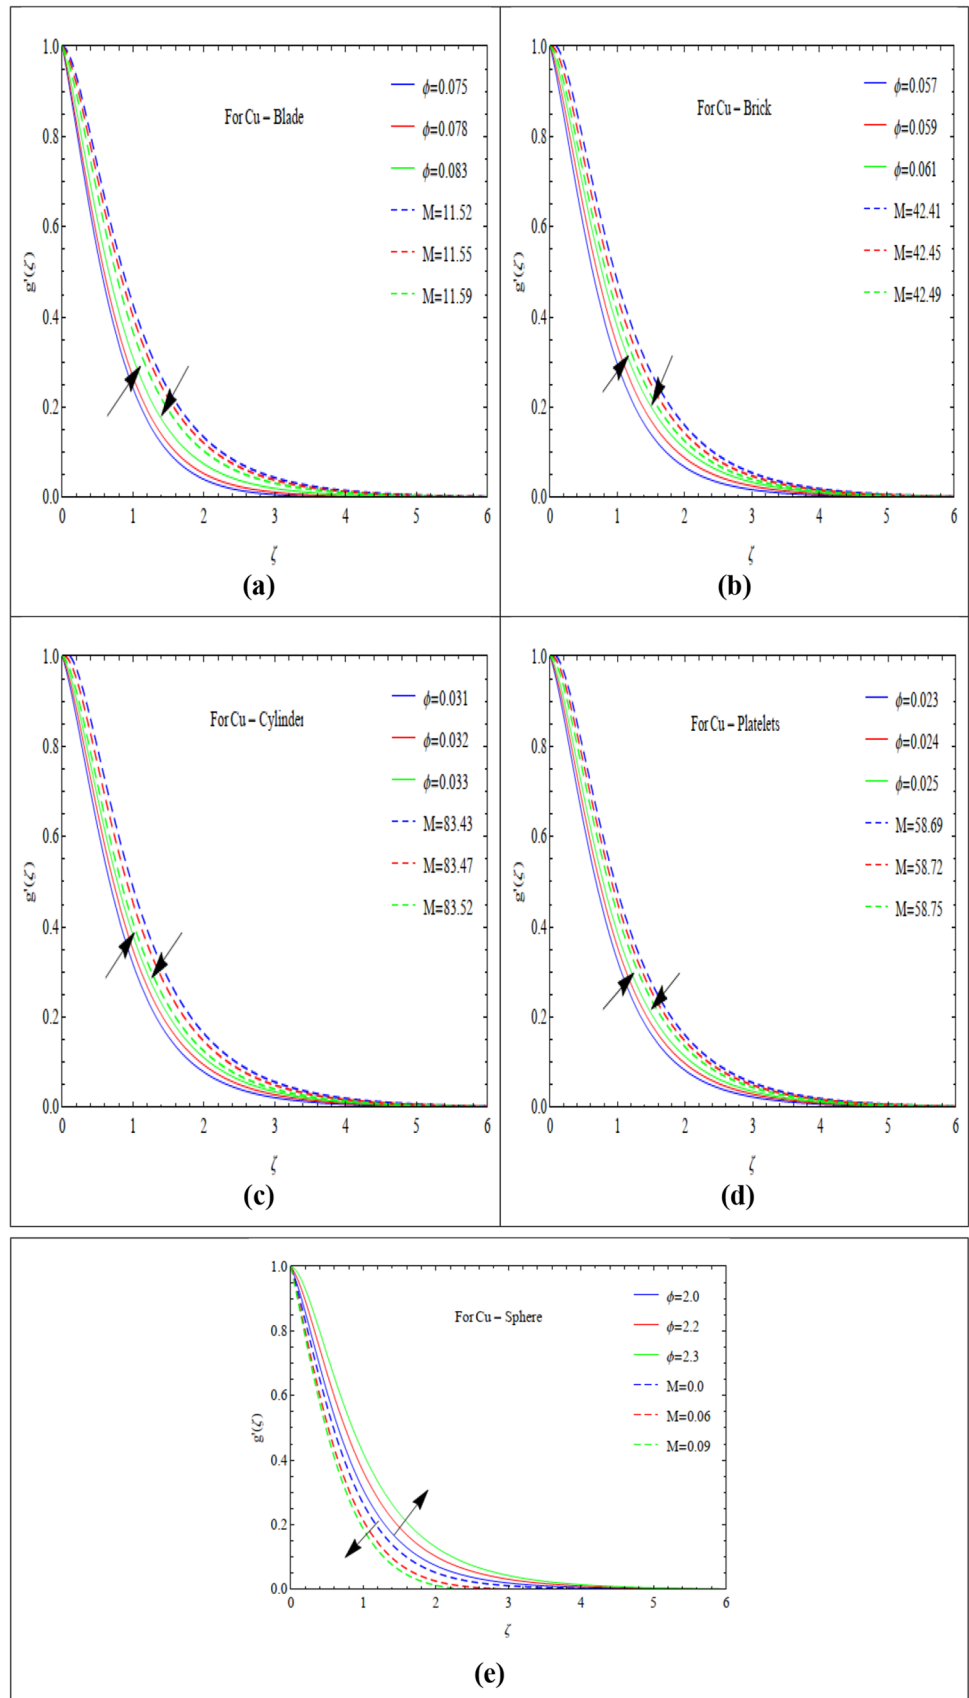 For Cu – Blade
ϕ=0.075
ϕ=0.078
ϕ=0.083
M=11.52
M=11.55
M=11.59
1.0
0.8
0.6
0.4
0.2
0.0
g'(ζ)
0 1 2 3 4 5 6
ζ
(a)
For Cu – Brick
ϕ=0.057
ϕ=0.059
ϕ=0.061
M=42.41
M=42.45
M=42.49
1.0
0.8
0.6
0.4
0.2
0.0
g'(ζ)
0 1 2 3 4 5 6
ζ
(b)
For Cu – Cylinder
ϕ=0.031
ϕ=0.032
ϕ=0.033
M=83.43
M=83.47
M=83.52
1.0
0.8
0.6
0.4
0.2
0.0
g'(ζ)
0 1 2 3 4 5 6
ζ
(c)
For Cu – Platelets
ϕ=0.023
ϕ=0.024
ϕ=0.025
M=58.69
M=58.72
M=58.75
1.0
0.8
0.6
0.4
0.2
0.0
g'(ζ)
0 1 2 3 4 5 6
ζ
(d)
For Cu – Sphere
ϕ=2.0
ϕ=2.2
ϕ=2.3
M=0.0
M=0.06
M=0.09
1.0
0.8
0.6
0.4
0.2
0.0
g'(ζ)
0 1 2 3 4 5 6
ζ
(e)